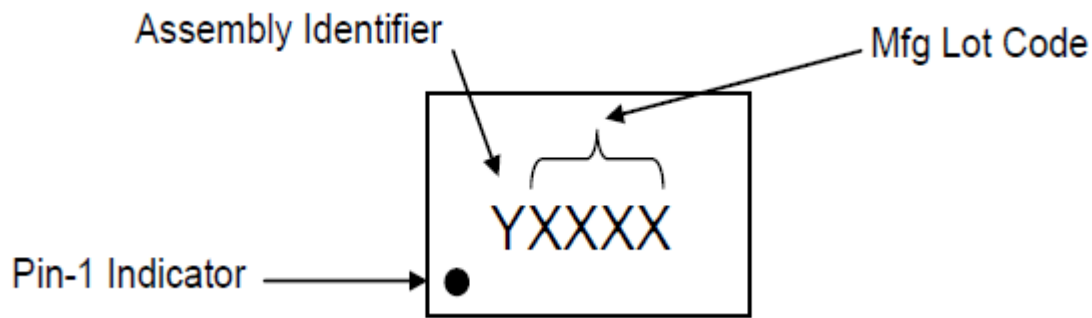 Assembly Identifier
Mfg Lot Code
YXXXX
Pin-1 Indicator